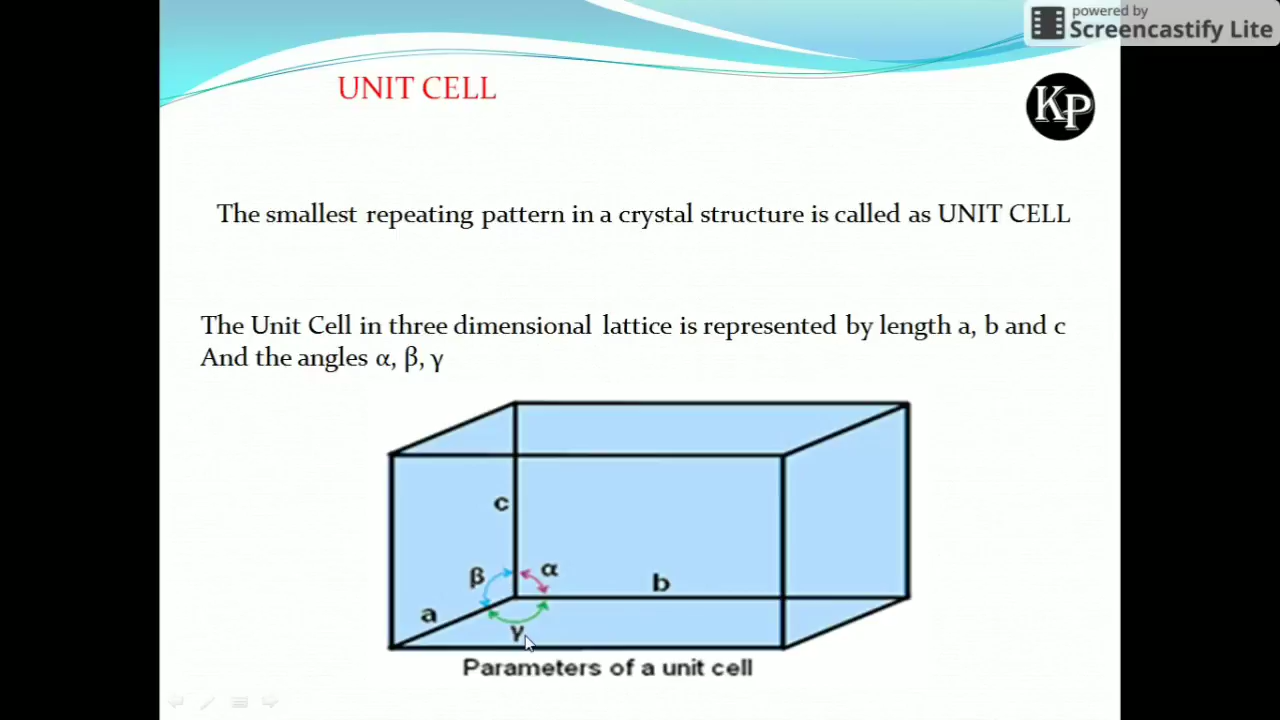 powered by
Screencastify Lite
UNIT CELL
KP
The smallest repeating pattern in a crystal structure is called as UNIT CELL
The Unit Cell in three dimensional lattice is represented by length a, b and c
And the angles α, β, γ
c
β α
b
a
γ
Parameters of a unit cell